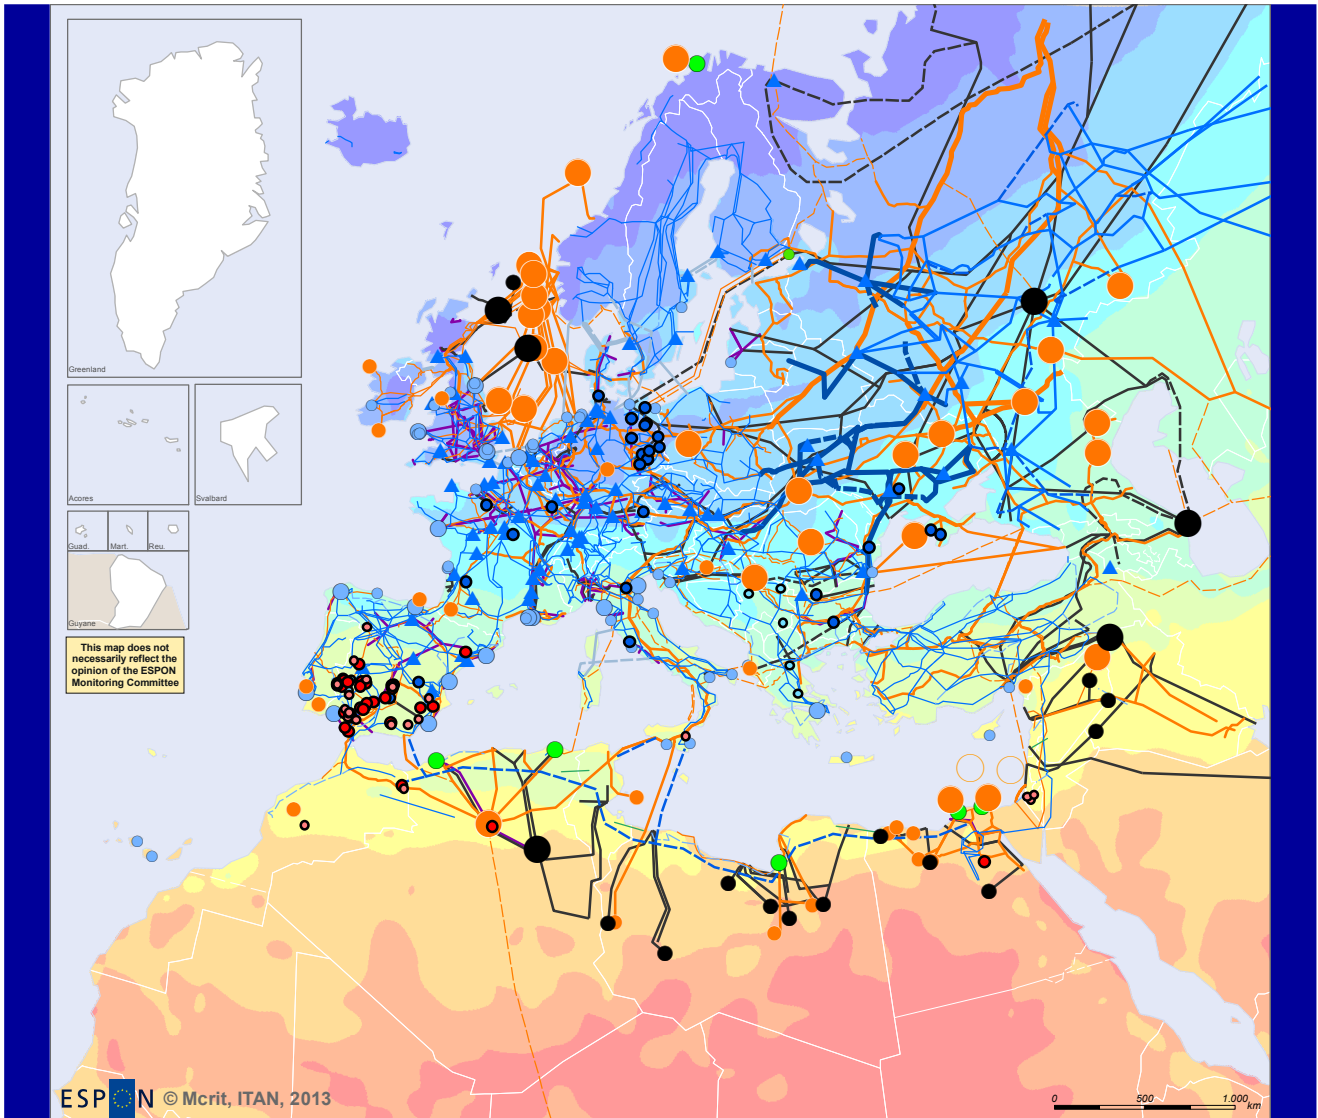 Greenland
Acores
Svalbard
Guad.
Mart.
Reu.
Guyane
This map does not
necessarily reflect the
opinion of the ESPON
Monitoring Committee
ESPON © Mcrit, ITAN, 2013
0 500 1.000
km